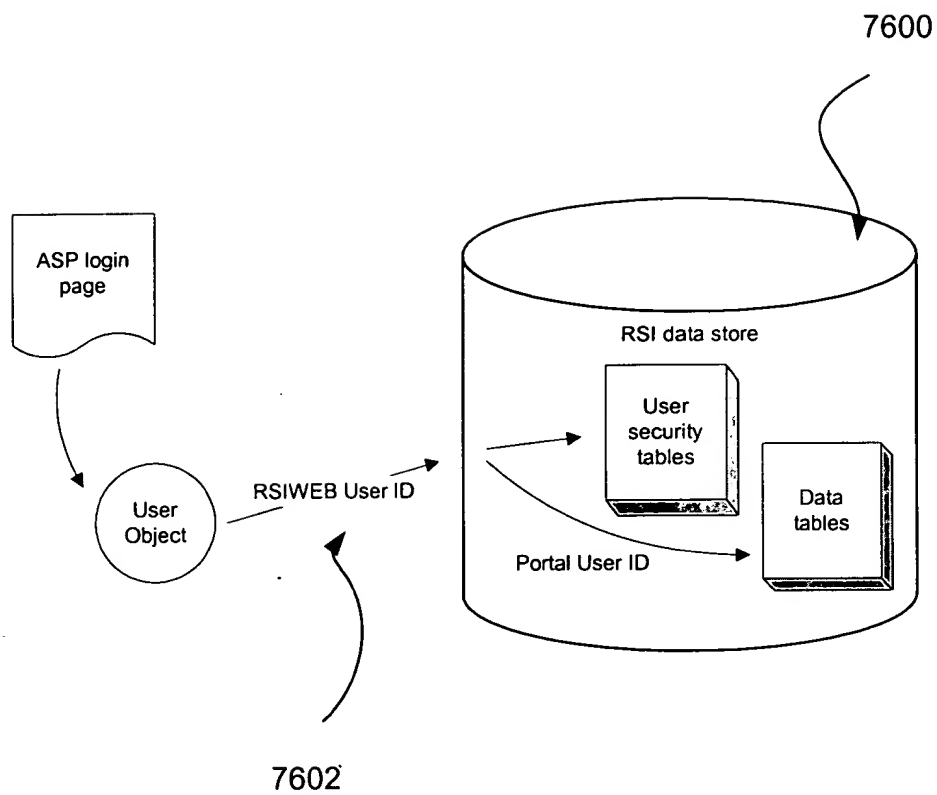 7600
ASP login
page
RSI data store
User
security
tables
Data
tables
RSIWEB User ID
User
Object
Portal User ID
7602